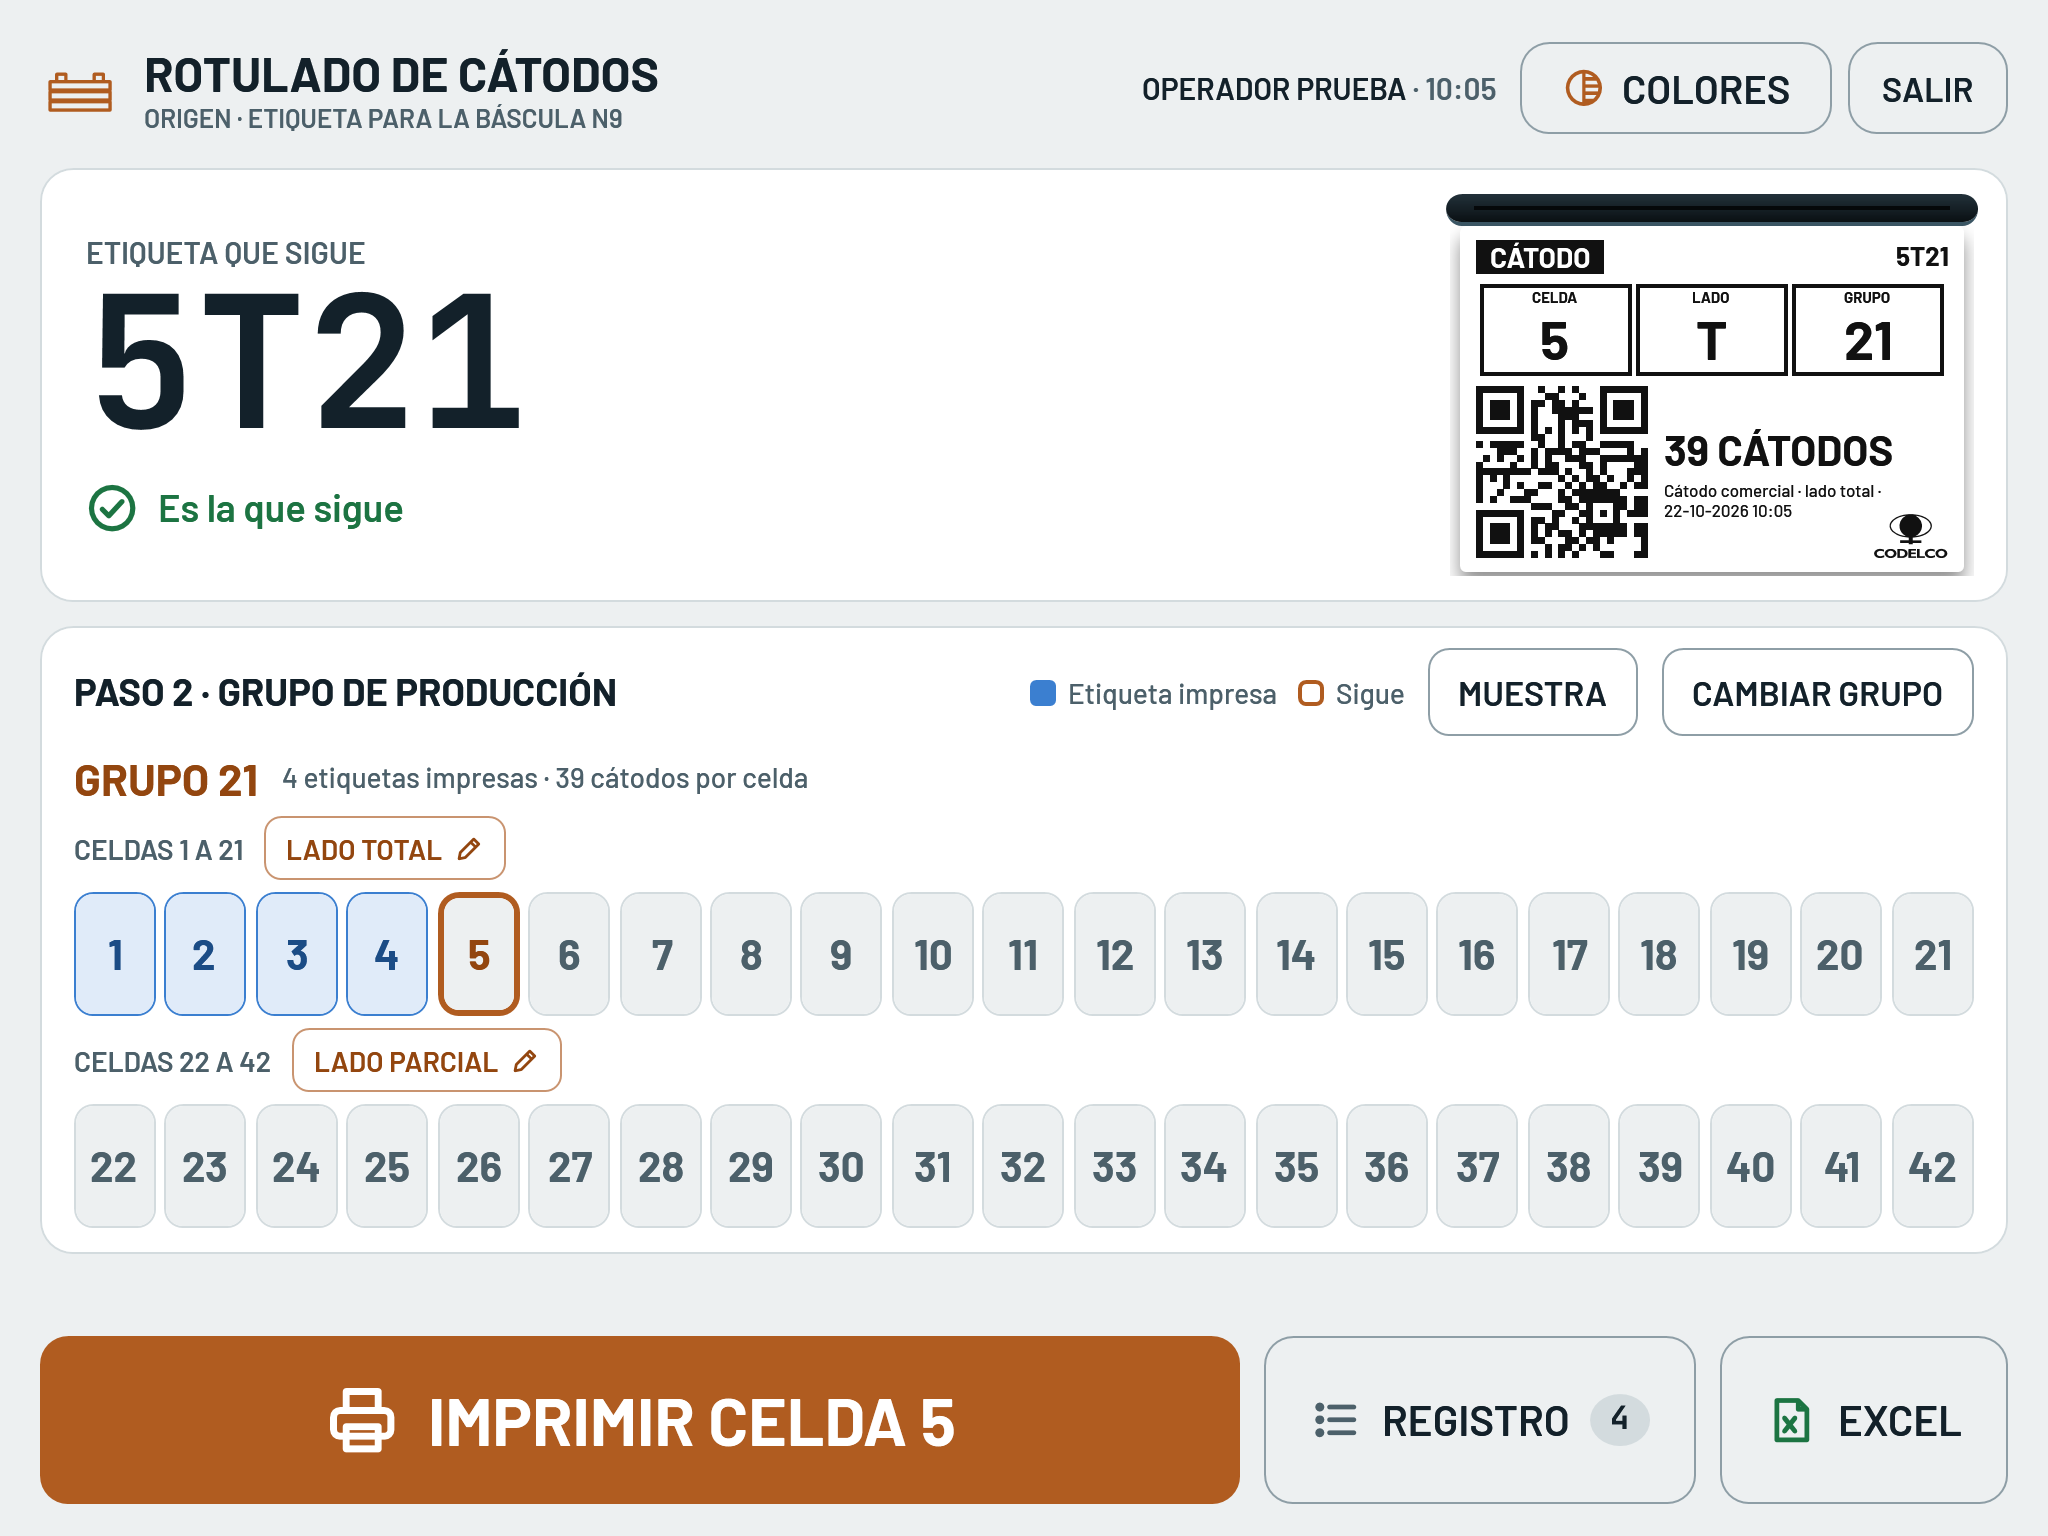 ROTULADO DE CÁTODOS
ORIGEN · ETIQUETA PARA LA BÁSCULA N9
OPERADOR PRUEBA · 10:05
COLORES
SALIR
ETIQUETA QUE SIGUE
5T21
Es la que sigue
CÁTODO
5T21
CELDA
5
LADO
T
GRUPO
21
39 CÁTODOS
Cátodo comercial · lado total ·
22-10-2026 10:05
CODELCO
PASO 2 · GRUPO DE PRODUCCIÓN
Etiqueta impresa
Sigue
MUESTRA
CAMBIAR GRUPO
GRUPO 21
4 etiquetas impresas · 39 cátodos por celda
CELDAS 1 A 21
LADO TOTAL
1 2 3 4 5 6 7 8 9 10 11 12 13 14 15 16 17 18 19 20 21
CELDAS 22 A 42
LADO PARCIAL
22 23 24 25 26 27 28 29 30 31 32 33 34 35 36 37 38 39 40 41 42
IMPRIMIR CELDA 5
REGISTRO 4
EXCEL